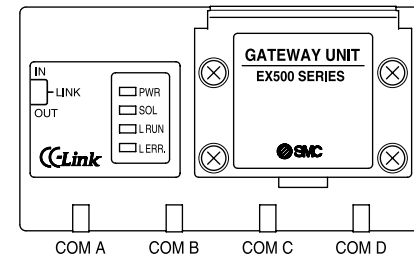 IN
LINK
OUT
CC-Link
PWR
SOL
L RUN
L ERR.
GATEWAY UNIT
EX500 SERIES
SMC
COM A COM B COM C COM D